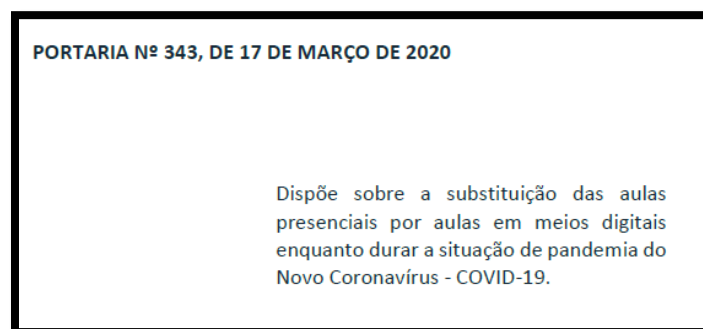 PORTARIA Nº 343, DE 17 DE MARÇO DE 2020
Dispõe sobre a substituição das aulas
presenciais por aulas em meios digitais
enquanto durar a situação de pandemia do
Novo Coronavírus - COVID-19.